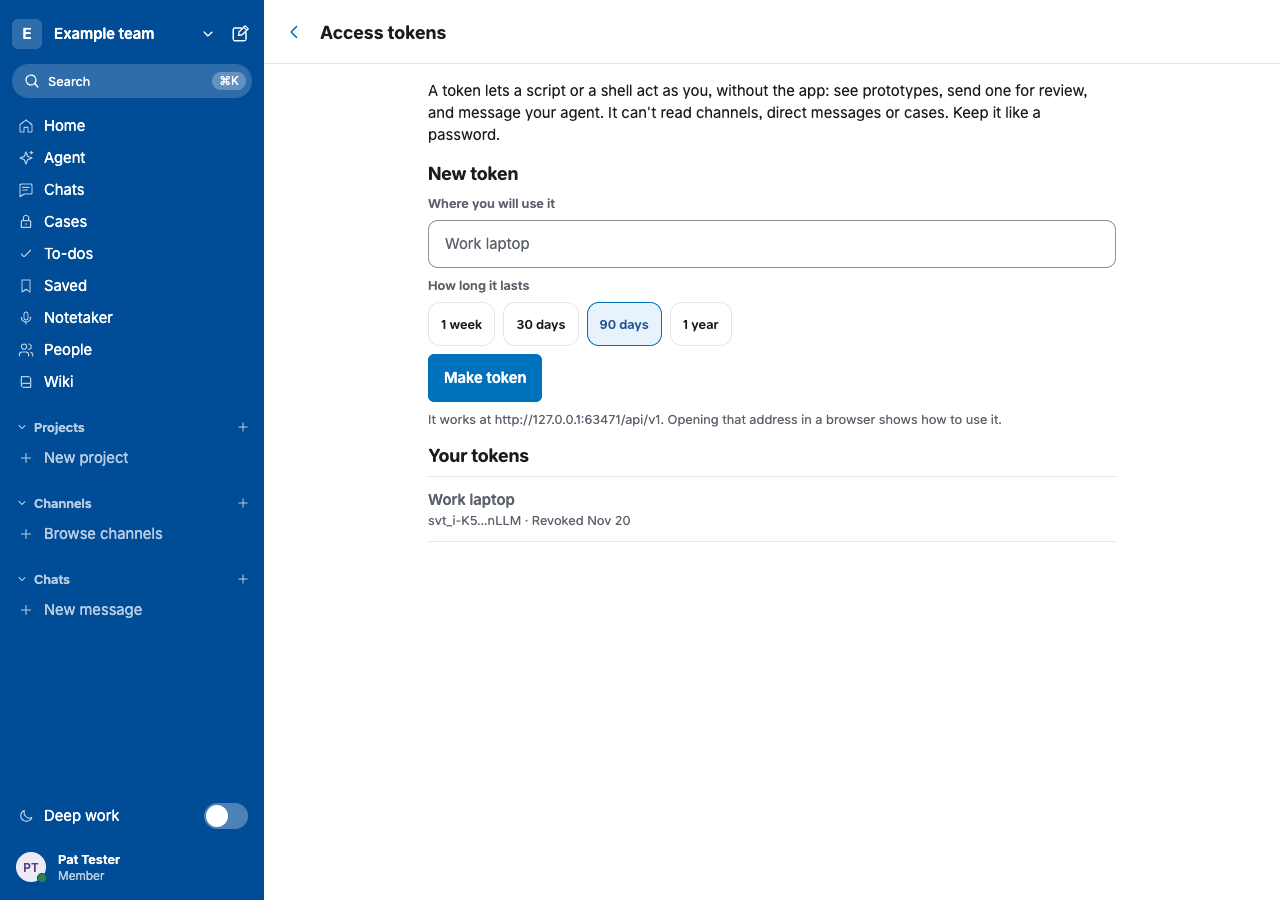 E
Example team
Search
⌘K
Home
Agent
Chats
Cases
To-dos
Saved
Notetaker
People
Wiki
Projects
New project
Channels
Browse channels
Chats
New message
Deep work
PT
Pat Tester
Member
Access tokens
A token lets a script or a shell act as you, without the app: see prototypes, send one for review,
and message your agent. It can't read channels, direct messages or cases. Keep it like a
password.
New token
Where you will use it
Work laptop
How long it lasts
1 week
30 days
90 days
1 year
Make token
It works at http://127.0.0.1:63471/api/v1. Opening that address in a browser shows how to use it.
Your tokens
Work laptop
svt_i-K5...nLLM · Revoked Nov 20